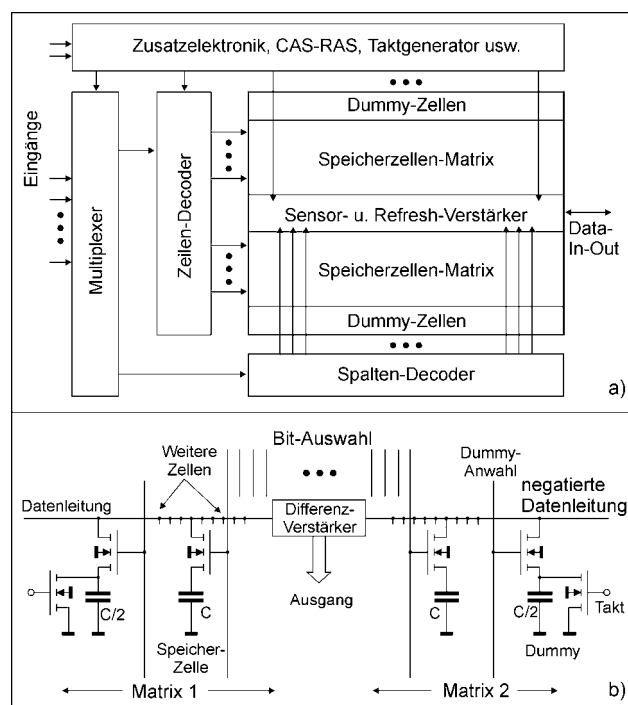 Zusatzelektronik, CAS-RAS, Taktgenerator usw.
Eingänge
Multiplexer
Zeilen-Decoder
Dummy-Zellen
Speicherzellen-Matrix
Sensor- u. Refresh-Verstärker
Data-
In-Out
Speicherzellen-Matrix
Dummy-Zellen
Spalten-Decoder
a)
Bit-Auswahl
Weitere
Zellen
Dummy-
Anwahl
Datenleitung
negatierte
Datenleitung
Differenz-
Verstärker
Ausgang
C/2
C
C
C/2
Takt
Speicher-
Zelle
Dummy
Matrix 1
Matrix 2
b)